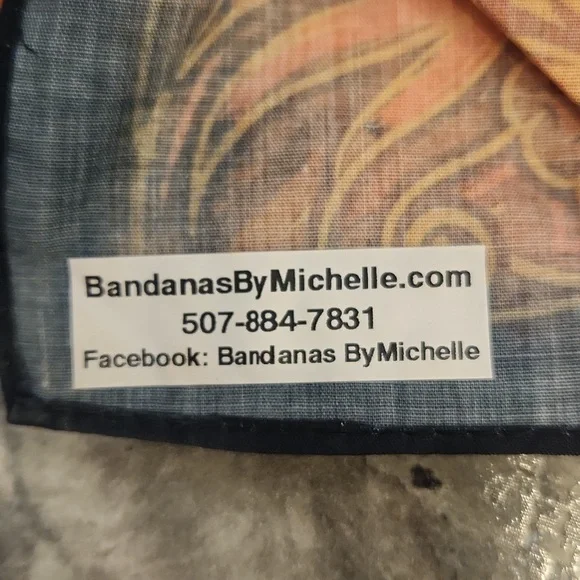 BandanasByMichelle.com
507-884-7831
Facebook: Bandanas ByMichelle